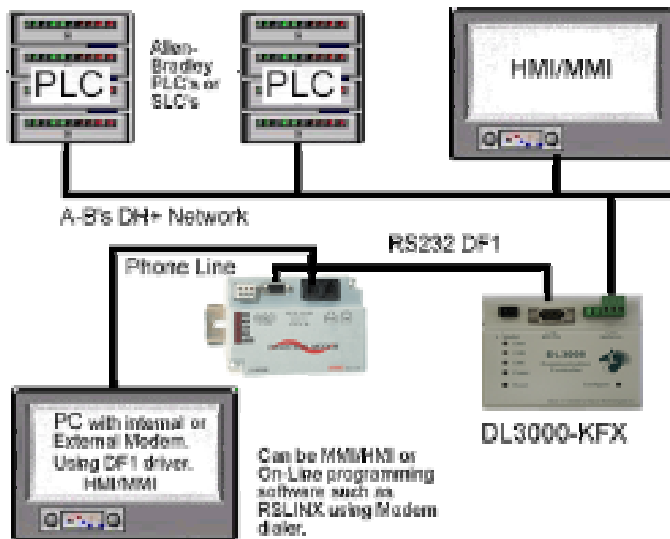 PLC
Allen-
Bradley
PLC's or
SLC's
PLC
HMI/MMI
A-B's DH+ Network
RS232 DF1
Phone Line
DL3000
DL3000-KFX
PC with internal or
External Modem.
Using DF1 driver.
HMI/MMI
Can be MMI/HMI or
On-Line programming
software such as
RSLINX using Modem
dialer.